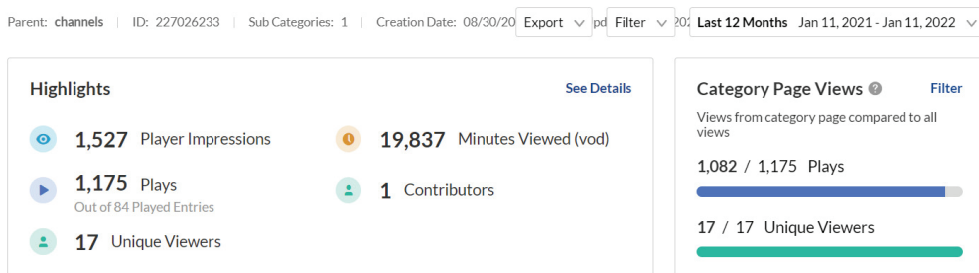 Parent: channels | ID: 227026233 | Sub Categories: 1 | Creation Date: 08/30/20 Export Filter Last 12 Months Jan 11, 2021 - Jan 11, 2022
Highlights
See Details
1,527 Player Impressions
19,837 Minutes Viewed (vod)
1,175 Plays
Out of 84 Played Entries
1 Contributors
17 Unique Viewers
Category Page Views ?
Filter
Views from category page compared to all
views
1,082 / 1,175 Plays
17 / 17 Unique Viewers